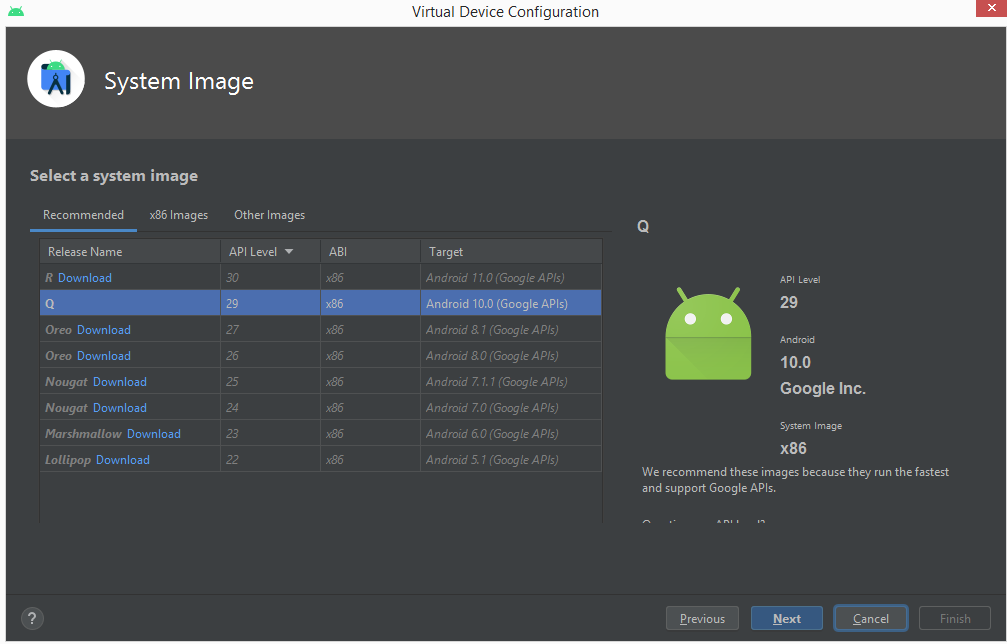 Virtual Device Configuration
System Image
Select a system image
Recommended x86 Images Other Images
Release Name API Level ABI Target
R Download 30 x86 Android 11.0 (Google APIs)
Q 29 x86 Android 10.0 (Google APIs)
Oreo Download 27 x86 Android 8.1 (Google APIs)
Oreo Download 26 x86 Android 8.0 (Google APIs)
Nougat Download 25 x86 Android 7.1.1 (Google APIs)
Nougat Download 24 x86 Android 7.0 (Google APIs)
Marshmallow Download 23 x86 Android 6.0 (Google APIs)
Lollipop Download 22 x86 Android 5.1 (Google APIs)
Q
API Level
29
Android
10.0
Google Inc.
System Image
x86
We recommend these images because they run the fastest
and support Google APIs.
? Previous Next Cancel Finish